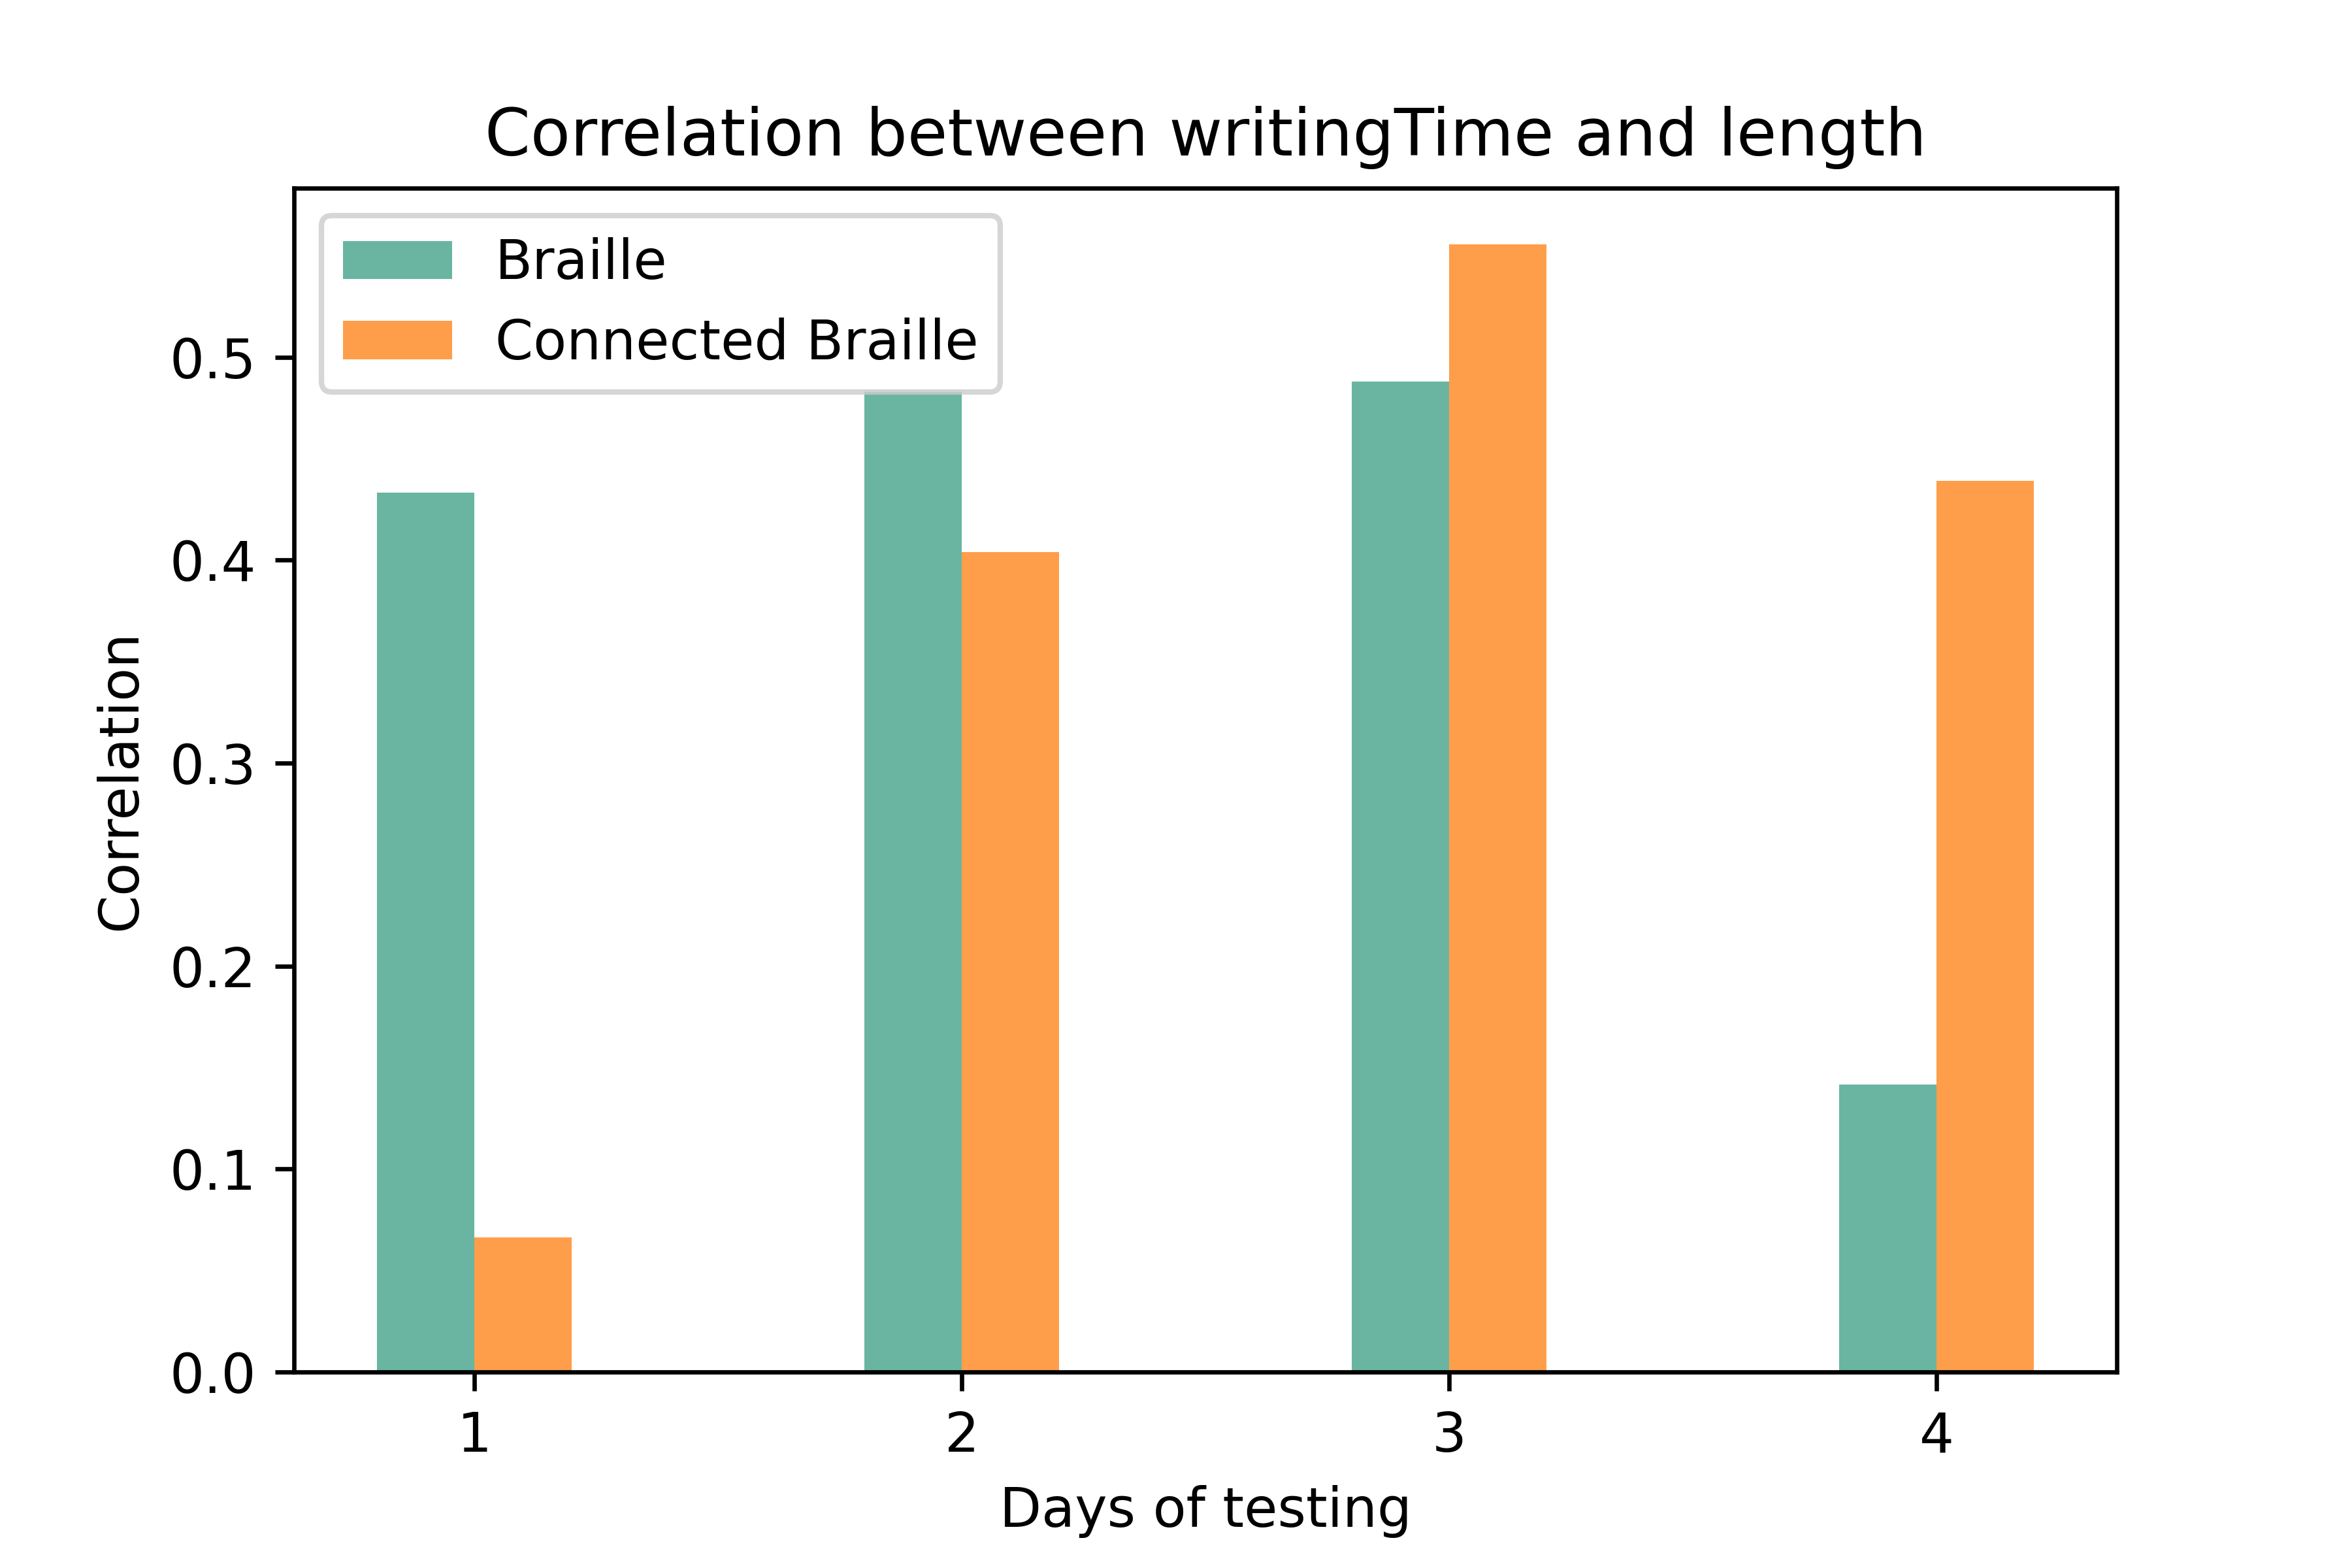 Correlation between writingTime and length
Braille
Connected Braille
0.5
0.4
0.3
0.2
0.1
0.0
Correlation
1 2 3 4
Days of testing